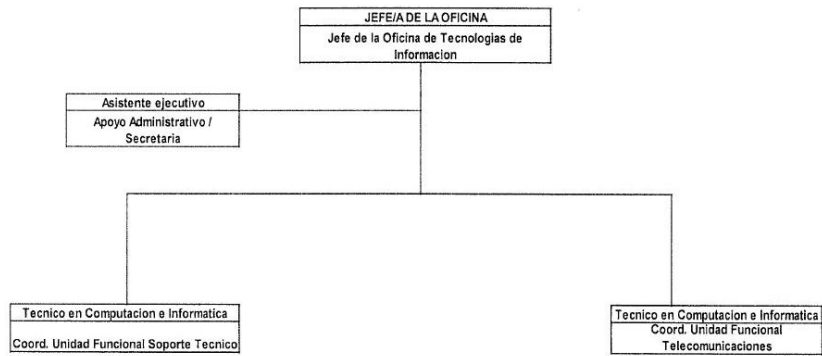 JEFE/A DE LA OFICINA
Jefe de la Oficina de Tecnologias de
Informacion
Asistente ejecutivo
Apoyo Administrativo /
Secretaria
Tecnico en Computacion e Informatica
Coord. Unidad Funcional Soporte Tecnico
Tecnico en Computacion e Informatica
Coord. Unidad Funcional
Telecomunicaciones